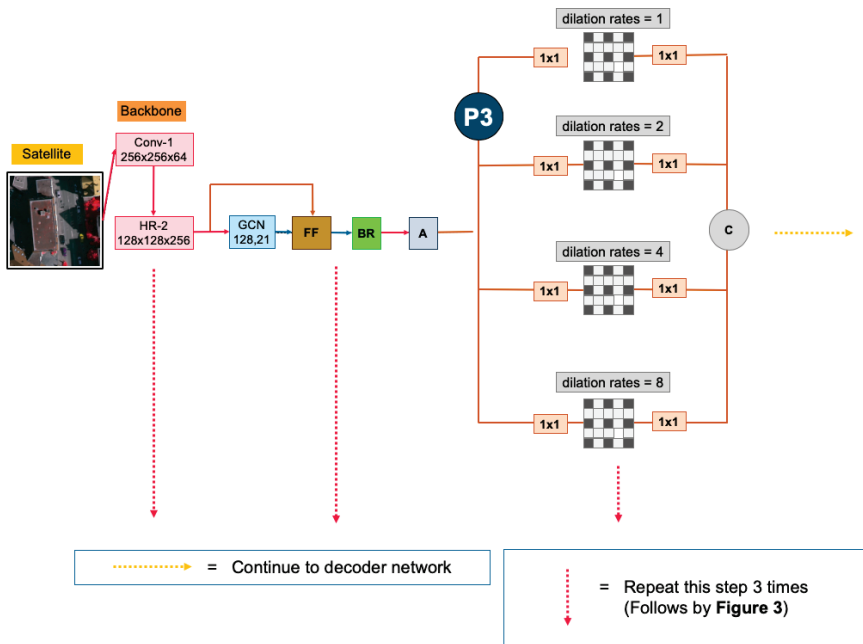 dilation rates = 1
1x1
1x1
P3
Backbone
Conv-1
256x256x64
dilation rates = 2
1x1
1x1
Satellite
HR-2
128x128x256
GCN
128,21
FF
BR
A
C
dilation rates = 4
1x1
1x1
dilation rates = 8
1x1
1x1
= Continue to decoder network
= Repeat this step 3 times
(Follows by Figure 3)